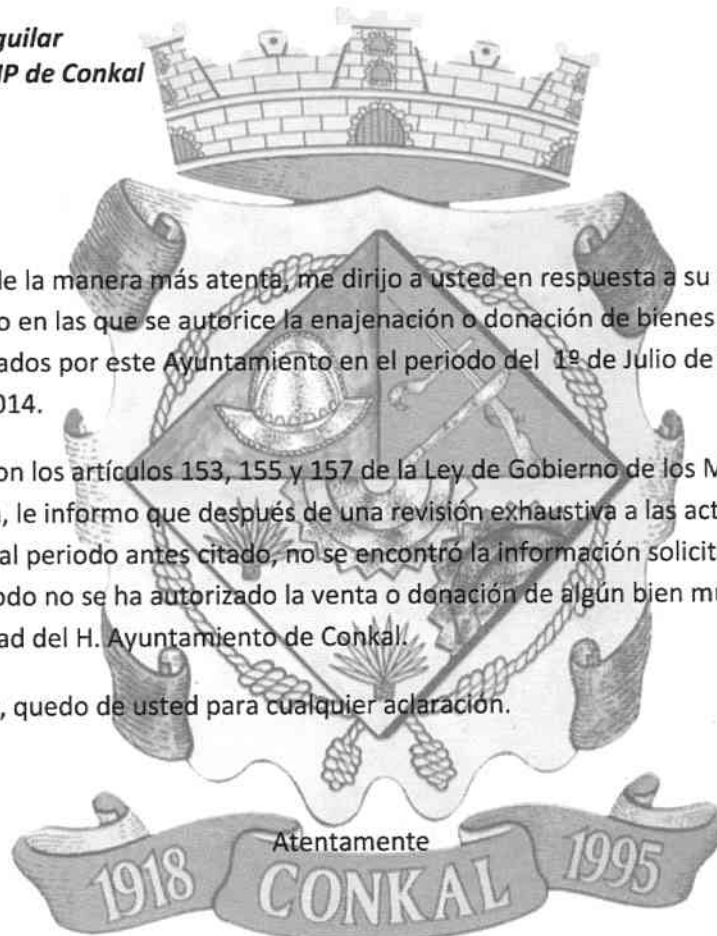 guilar
IP de Conkal
de la manera más atenta, me dirijo a usted en respuesta a su
o en las que se autorice la enajenación o donación de bienes
ados por este Ayuntamiento en el periodo del 1º de Julio de
014.
on los artículos 153, 155 y 157 de la Ley de Gobierno de los M
, le informo que después de una revisión exhaustiva a las act
al periodo antes citado, no se encontró la información solicit
odo no se ha autorizado la venta o donación de algún bien mu
ad del H. Ayuntamiento de Conkal.
, quedo de usted para cualquier aclaración.
Atentamente
1918 CONKAL 1995